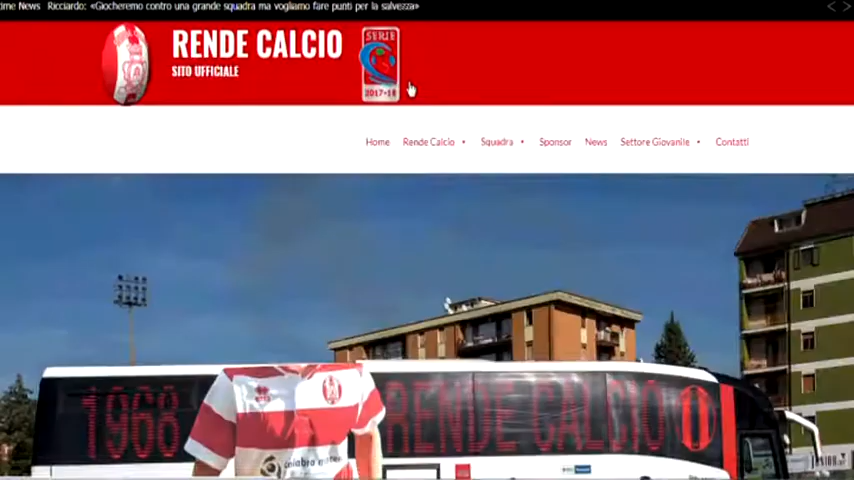 ime News Ricciardo: «Giocheremo contro una grande squadra ma vogliamo fare punti per la salvezza»
RENDE CALCIO
SITO UFFICIALE
SERIE
C
2017-18
Home Rende Calcio Squadra Sponsor News Settore Giovanile Contatti
1968
RENDE CALCIO